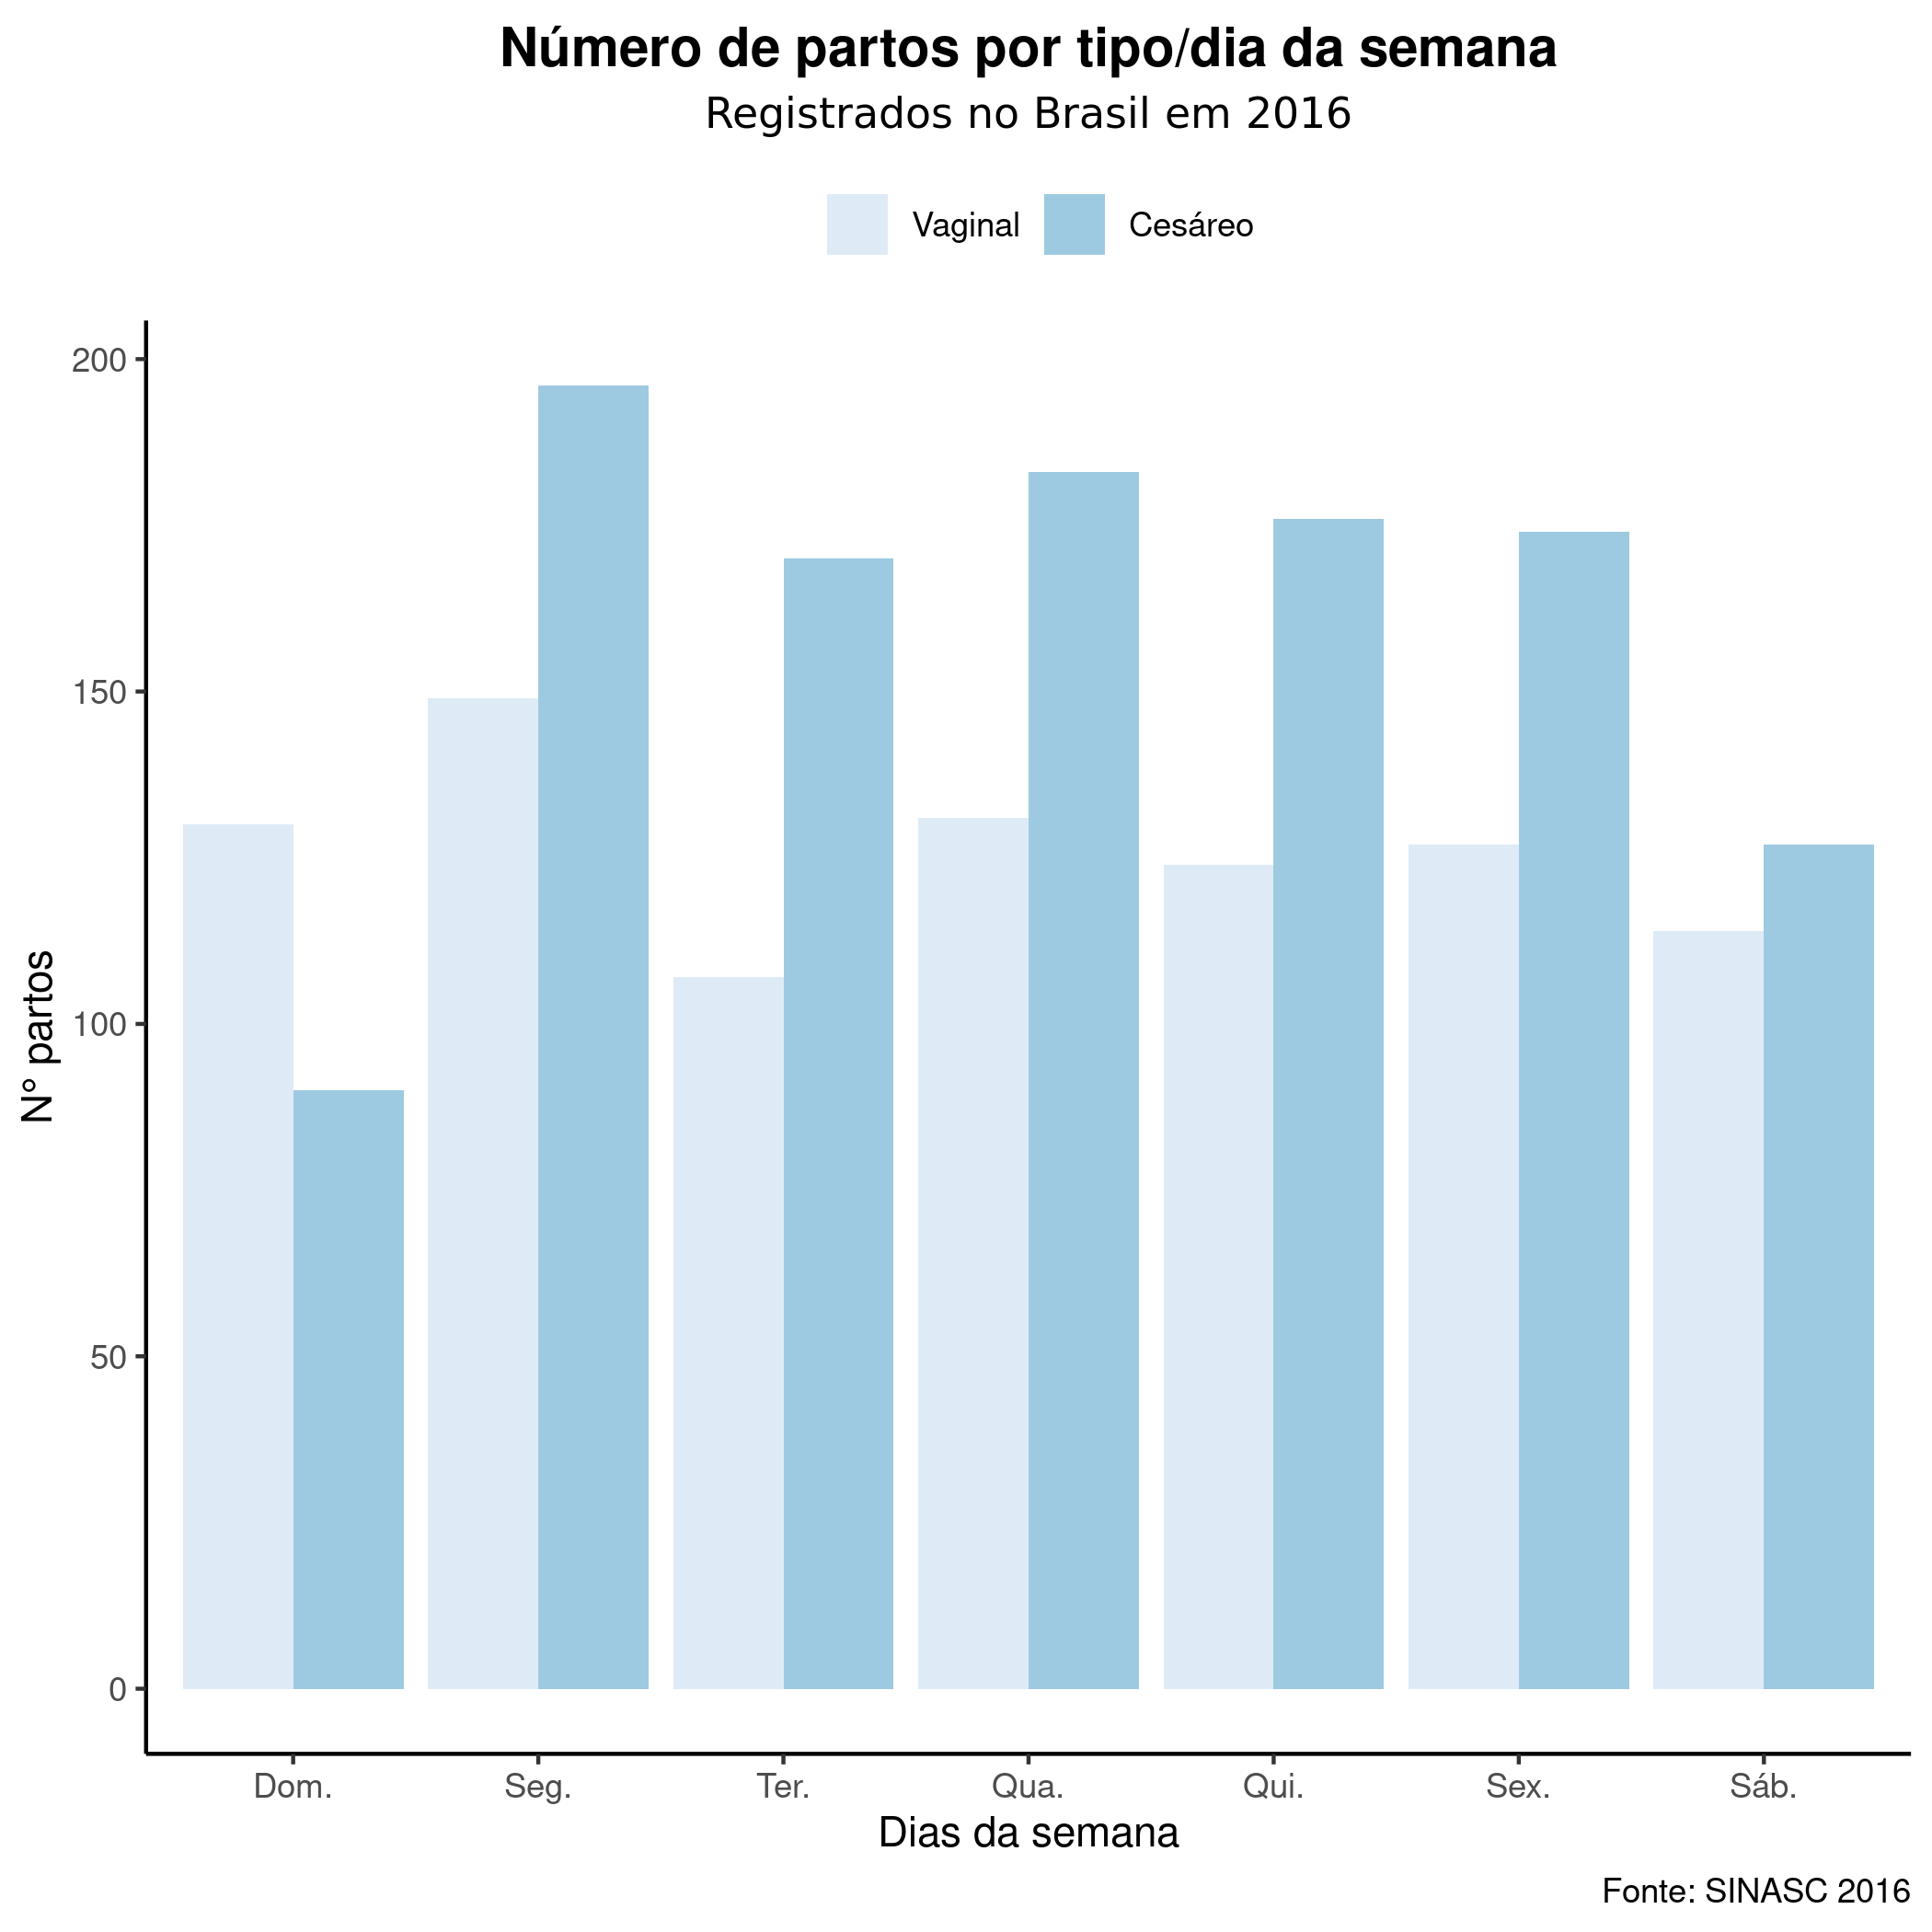 Número de partos por tipo/dia da semana
Registrados no Brasil em 2016
Vaginal Cesáreo
200
150
100
50
0
N° partos
Dom. Seg. Ter. Qua. Qui. Sex. Sáb.
Dias da semana
Fonte: SINASC 2016